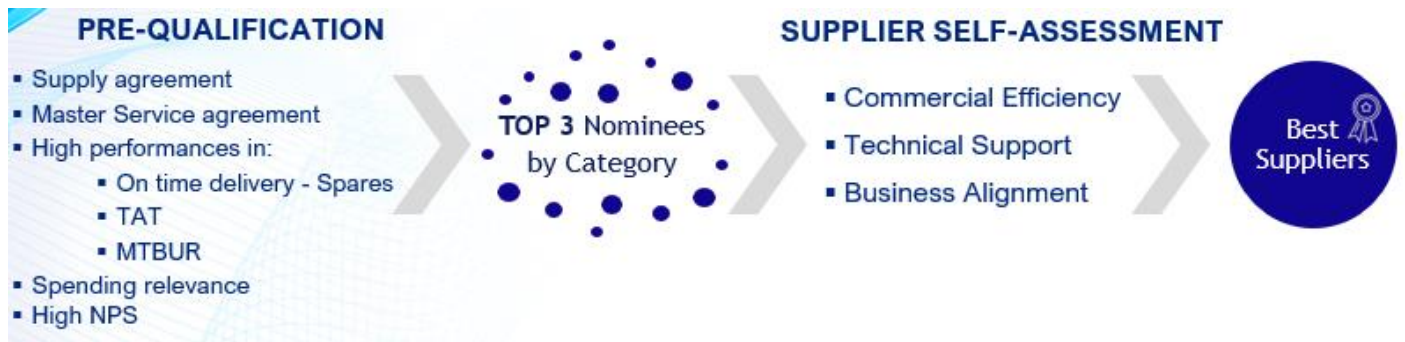 PRE-QUALIFICATION
▪ Supply agreement
▪ Master Service agreement
▪ High performances in:
▪ On time delivery - Spares
▪ TAT
▪ MTBUR
▪ Spending relevance
▪ High NPS
TOP 3 Nominees
by Category
SUPPLIER SELF-ASSESSMENT
▪ Commercial Efficiency
▪ Technical Support
▪ Business Alignment
Best
Suppliers